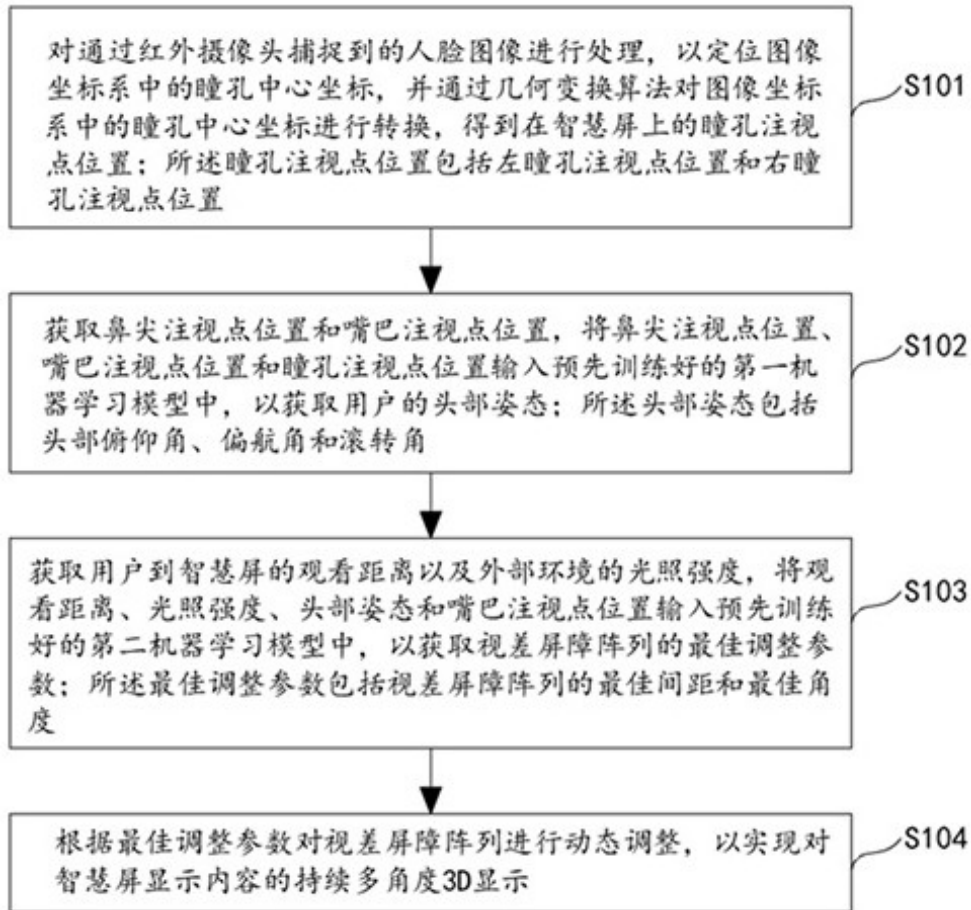 对通过红外摄像头捕捉到的人脸图像进行处理，以定位图像
坐标系中的瞳孔中心坐标，并通过几何变换算法对图像坐标
系中的瞳孔中心坐标进行转换，得到在智慧屏上的瞳孔注视
点位置；所述瞳孔注视点位置包括左瞳孔注视点位置和右瞳
孔注视点位置
S101
获取鼻尖注视点位置和嘴巴注视点位置，将鼻尖注视点位置、
嘴巴注视点位置和瞳孔注视点位置输入预先训练好的第一机
器学习模型中，以获取用户的头部姿态；所述头部姿态包括
头部俯仰角、偏航角和滚转角
S102
获取用户到智慧屏的观看距离以及外部环境的光照强度，将观
看距离、光照强度、头部姿态和嘴巴注视点位置输入预先训练
好的第二机器学习模型中，以获取视差屏障阵列的最佳调整参
数；所述最佳调整参数包括视差屏障阵列的最佳间距和最佳角
度
S103
根据最佳调整参数对视差屏障阵列进行动态调整，以实现对
智慧屏显示内容的持续多角度3D显示
S104